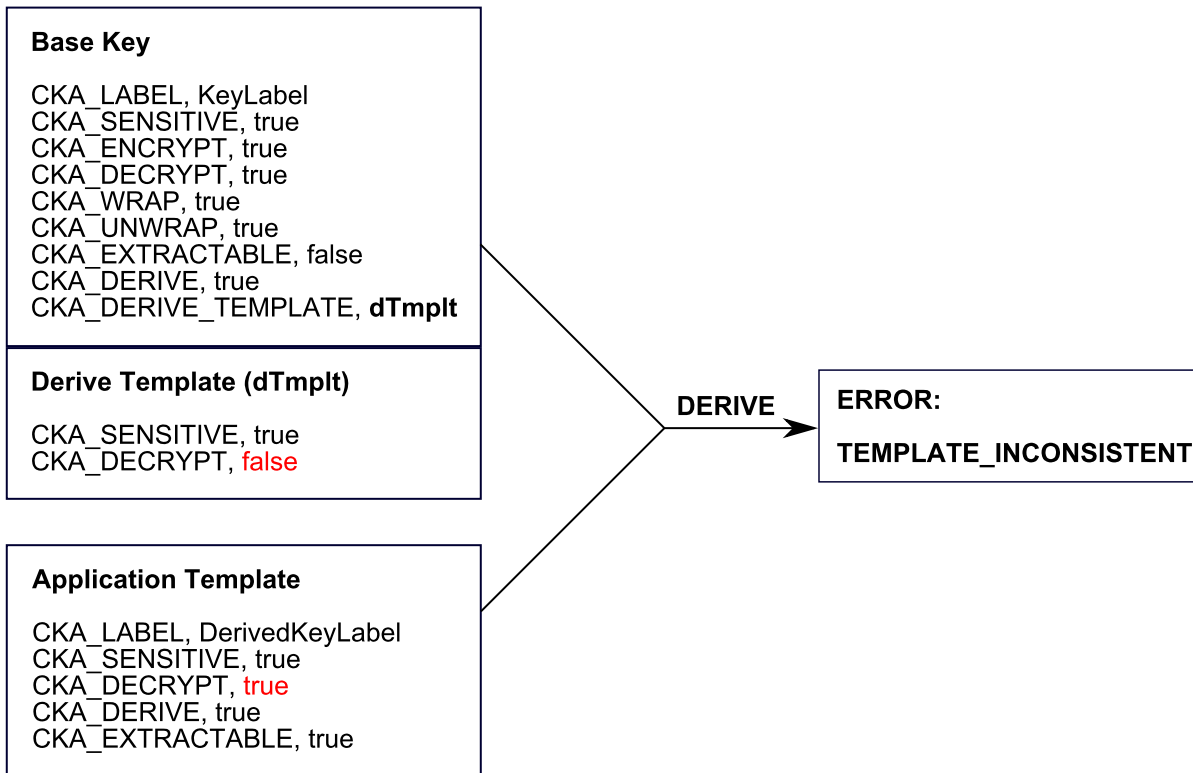 Base Key
CKA_LABEL, KeyLabel
CKA_SENSITIVE, true
CKA_ENCRYPT, true
CKA_DECRYPT, true
CKA_WRAP, true
CKA_UNWRAP, true
CKA_EXTRACTABLE, false
CKA_DERIVE, true
CKA_DERIVE_TEMPLATE, dTmplt
Derive Template (dTmplt)
CKA_SENSITIVE, true
CKA_DECRYPT, false
DERIVE
ERROR:
TEMPLATE_INCONSISTENT
Application Template
CKA_LABEL, DerivedKeyLabel
CKA_SENSITIVE, true
CKA_DECRYPT, true
CKA_DERIVE, true
CKA_EXTRACTABLE, true